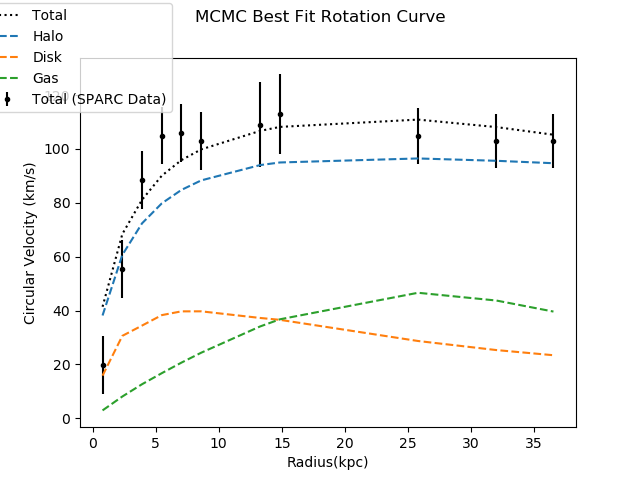 MCMC Best Fit Rotation Curve
Total
Halo
Disk
Gas
Total (SPARC Data)
120
100
80
60
40
20
0
Circular Velocity (km/s)
0 5 10 15 20 25 30 35
Radius(kpc)